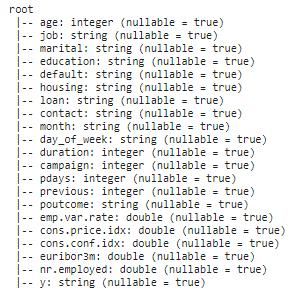 root
 |-- age: integer (nullable = true)
 |-- job: string (nullable = true)
 |-- marital: string (nullable = true)
 |-- education: string (nullable = true)
 |-- default: string (nullable = true)
 |-- housing: string (nullable = true)
 |-- loan: string (nullable = true)
 |-- contact: string (nullable = true)
 |-- month: string (nullable = true)
 |-- day_of_week: string (nullable = true)
 |-- duration: integer (nullable = true)
 |-- campaign: integer (nullable = true)
 |-- pdays: integer (nullable = true)
 |-- previous: integer (nullable = true)
 |-- poutcome: string (nullable = true)
 |-- emp.var.rate: double (nullable = true)
 |-- cons.price.idx: double (nullable = true)
 |-- cons.conf.idx: double (nullable = true)
 |-- euribor3m: double (nullable = true)
 |-- nr.employed: double (nullable = true)
 |-- y: string (nullable = true)